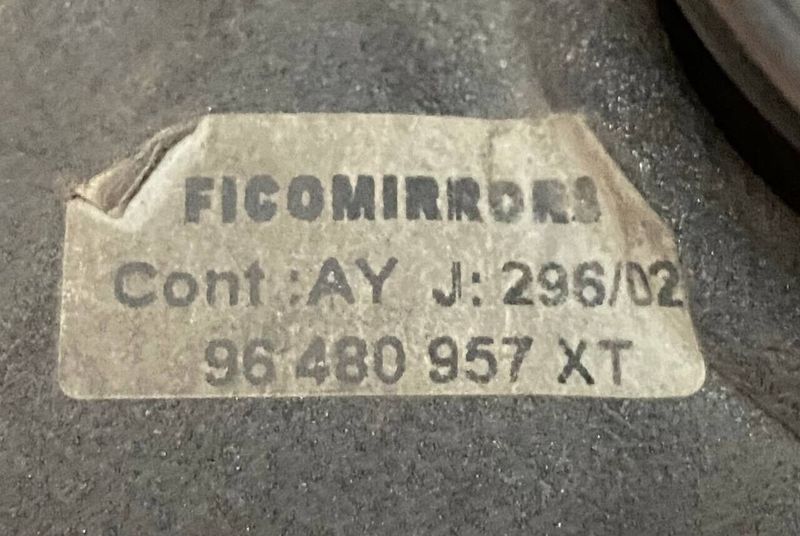 FICOMIRRORS
Cont :AY J: 296/02
96 480 957 XT